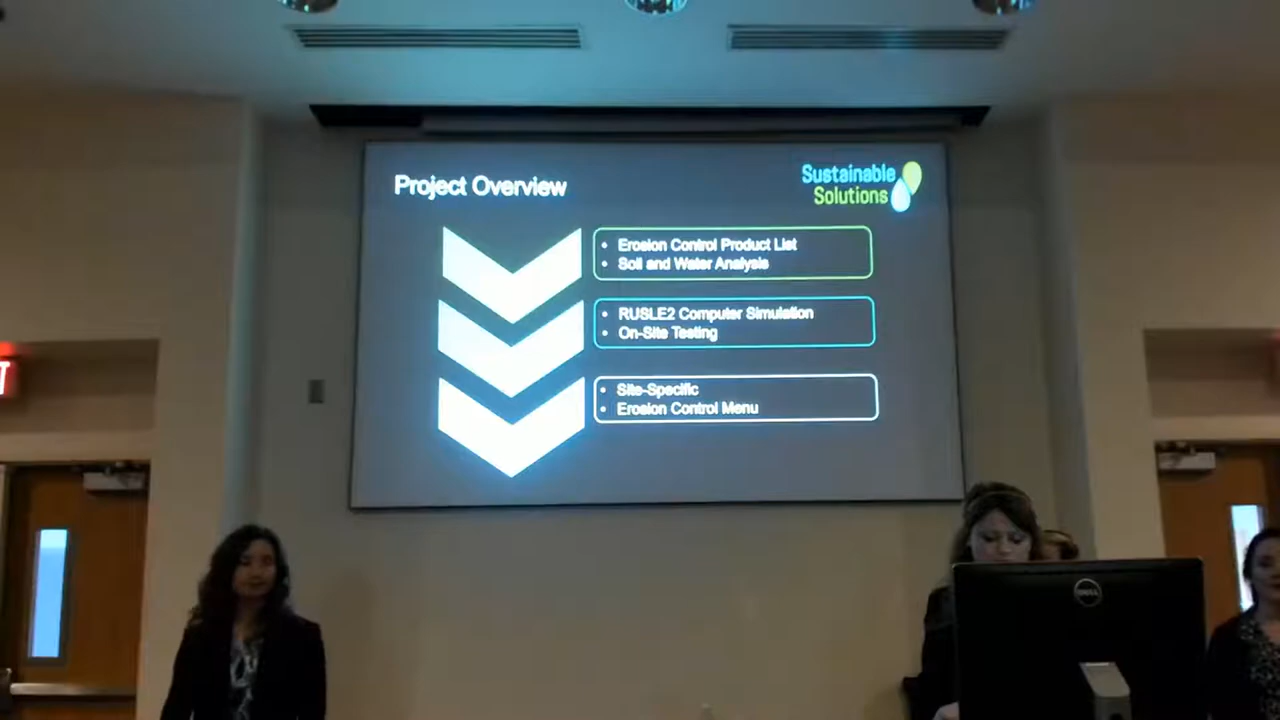 Project Overview
Sustainable
Solutions
• Erosion Control Product List
• Soil and Water Analysis
• RUSLE2 Computer Simulation
• On-Site Testing
• Site-Specific
• Erosion Control Menu
T
DELL